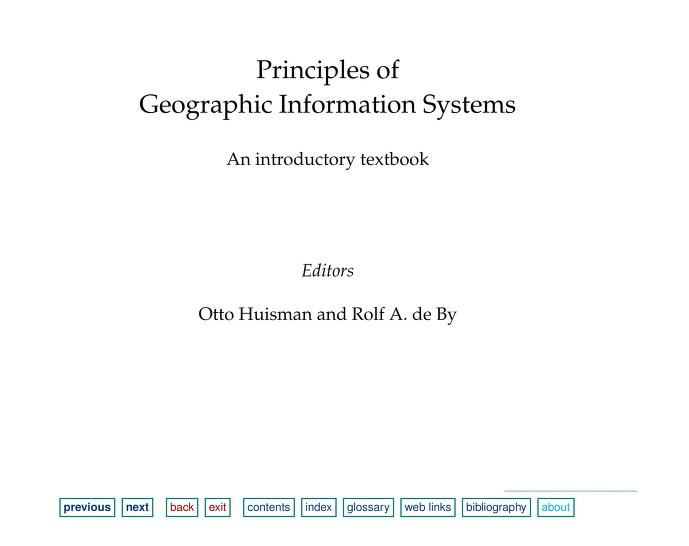 Principles of
Geographic Information Systems
An introductory textbook
Editors
Otto Huisman and Rolf A. de By
previous next back exit contents index glossary web links bibliography about